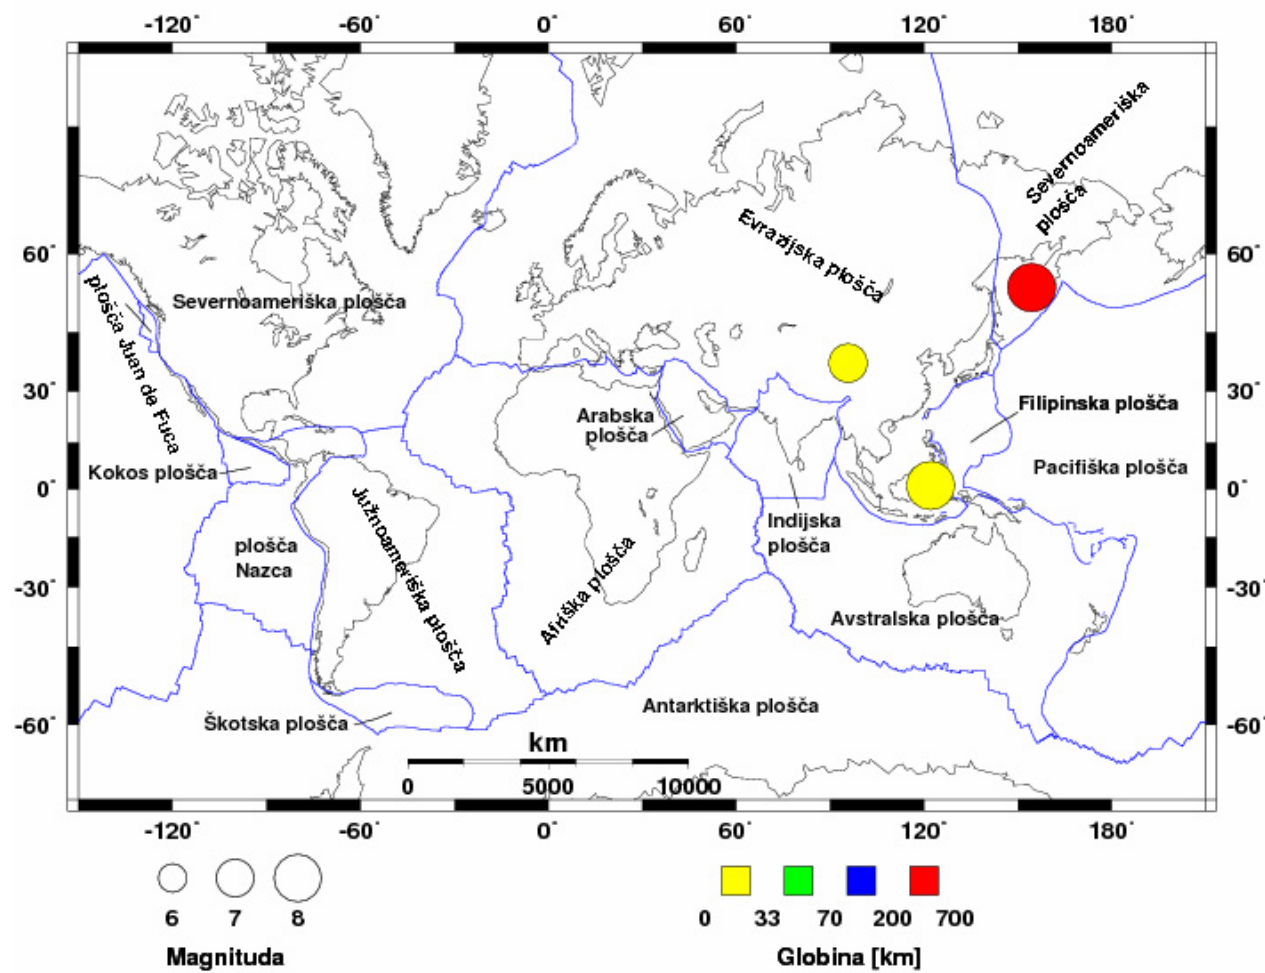 -120° -60° 0° 60° 120° 180°
60° 60°
30° 30°
0° 0°
-30° -30°
-60° -60°
Severnoameriška
plošča
Evrazijska plošča
Severnoameriška plošča
plošča Juan de Fuca
Arabska
plošča
Filipinska plošča
Kokos plošča
Pacifiška plošča
Južnoameriška plošča
Indijska
plošča
plošča
Nazca
Afriška plošča
Avstralska plošča
Antarktiška plošča
Škotska plošča
km
0 5000 10000
-120° -60° 0° 60° 120° 180°
6 7 8
0 33 70 200 700
Magnituda
Globina [km]